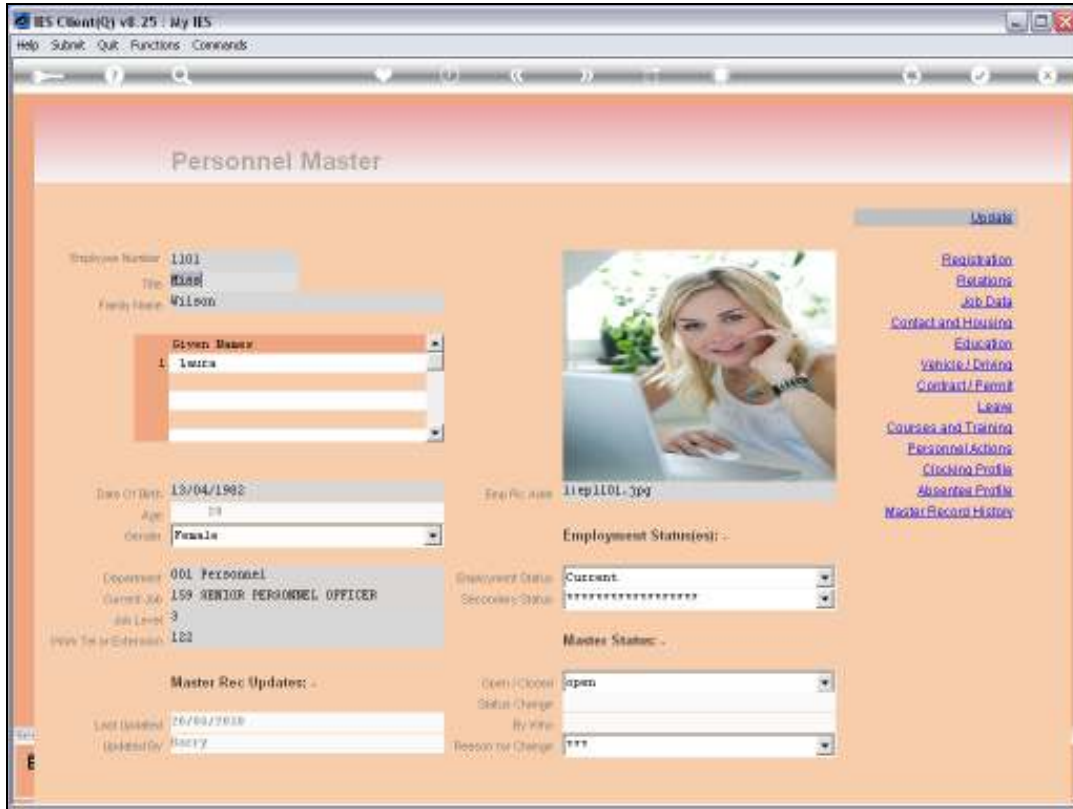 IES Client(Q) v8.25 : My IES
Help Submit Quit Functions Commands
Personnel Master
Update
Employee Number 1101
Title Miss
Family Name Wilson
Given Names
1 laura
Registration
Relations
Job Data
Contact and Housing
Education
Vehicle / Driving
Contract / Permit
Leave
Courses and Training
Personnel Actions
Clocking Profile
Absentee Profile
Master Record History
Date Of Birth 13/04/1982
Age
Gender Female
1iep1101.jpg
Employment Status(es): -
Department 001 Personnel
Current Job 159 SENIOR PERSONNEL OFFICER
Job Level 3
Work Tel or Extension 122
Employment Status Current
Secondary Status ******************
Master Status: -
Master Rec Updates: -
Open / Closed open
Status Change
By Who
Reason for Change ***
Last Updated
Updated By Harry